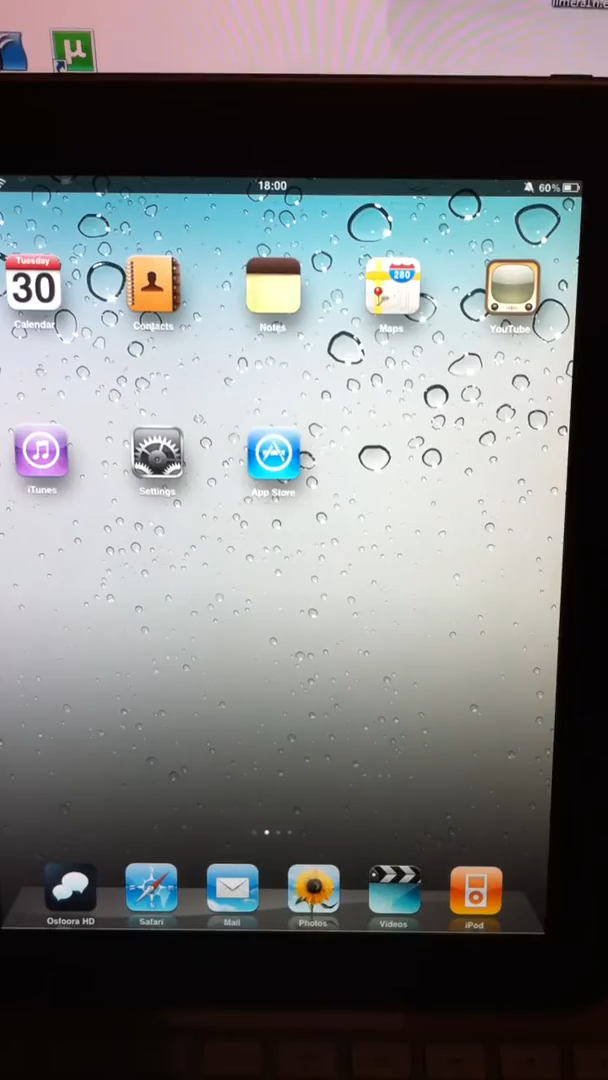 µ
18:00
60%
Tuesday
30
280
Calendar
Contacts
Notes
Maps
YouTube
iTunes
Settings
App Store
Osfoora HD
Safari
Mail
Photos
Videos
iPod